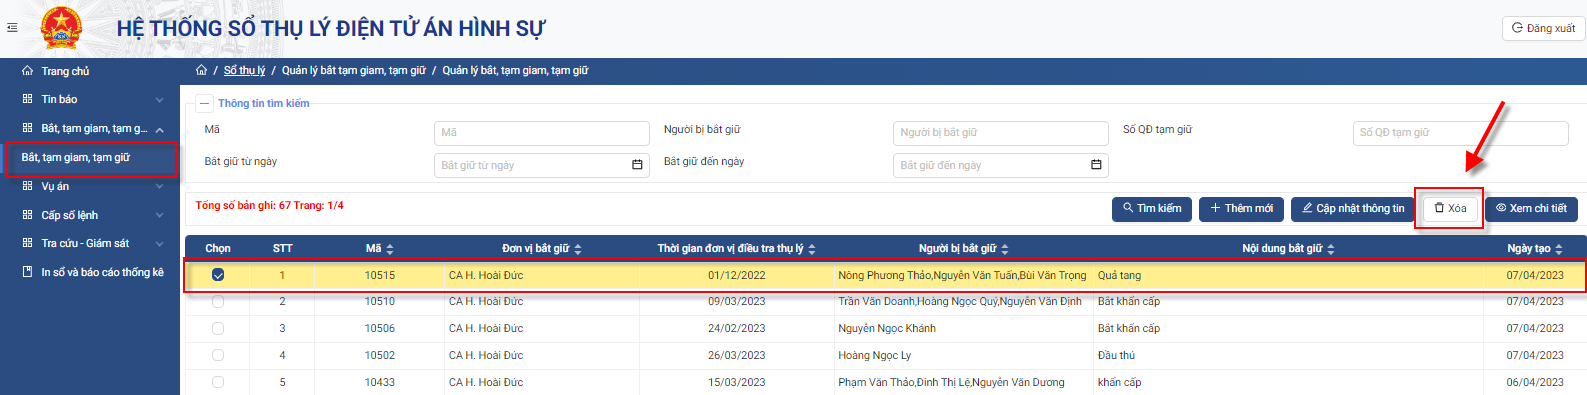 HỆ THỐNG SỔ THỤ LÝ ĐIỆN TỬ ÁN HÌNH SỰ
Đăng xuất
Trang chủ
Tin báo
Bắt, tạm giam, tạm g...
Bắt, tạm giam, tạm giữ
Vụ án
Cấp số lệnh
Tra cứu - Giám sát
In sổ và báo cáo thống kê
/ Sổ thụ lý / Quản lý bắt tạm giam, tạm giữ / Quản lý bắt, tạm giam, tạm giữ
Thông tin tìm kiếm
Mã Mã Người bị bắt giữ Người bị bắt giữ Số QĐ tạm giữ Số QĐ tạm giữ
Bắt giữ từ ngày Bắt giữ từ ngày Bắt giữ đến ngày Bắt giữ đến ngày
Tổng số bản ghi: 67 Trang: 1/4
Tìm kiếm Thêm mới Cập nhật thông tin Xóa Xem chi tiết
Chọn STT Mã Đơn vị bắt giữ Thời gian đơn vị điều tra thụ lý Người bị bắt giữ Nội dung bắt giữ Ngày tạo
1 10515 CA H. Hoài Đức 01/12/2022 Nông Phương Thảo,Nguyễn Văn Tuấn,Bùi Văn Trọng Quả tang 07/04/2023
2 10510 CA H. Hoài Đức 09/03/2023 Trần Văn Doanh,Hoàng Ngọc Quý,Nguyễn Văn Định Bắt khẩn cấp 07/04/2023
3 10506 CA H. Hoài Đức 24/02/2023 Nguyễn Ngọc Khánh Bắt khẩn cấp 07/04/2023
4 10502 CA H. Hoài Đức 26/03/2023 Hoàng Ngọc Ly Đầu thú 07/04/2023
5 10433 CA H. Hoài Đức 15/03/2023 Phạm Văn Thảo,Đinh Thị Lệ,Nguyễn Văn Dương khẩn cấp 06/04/2023